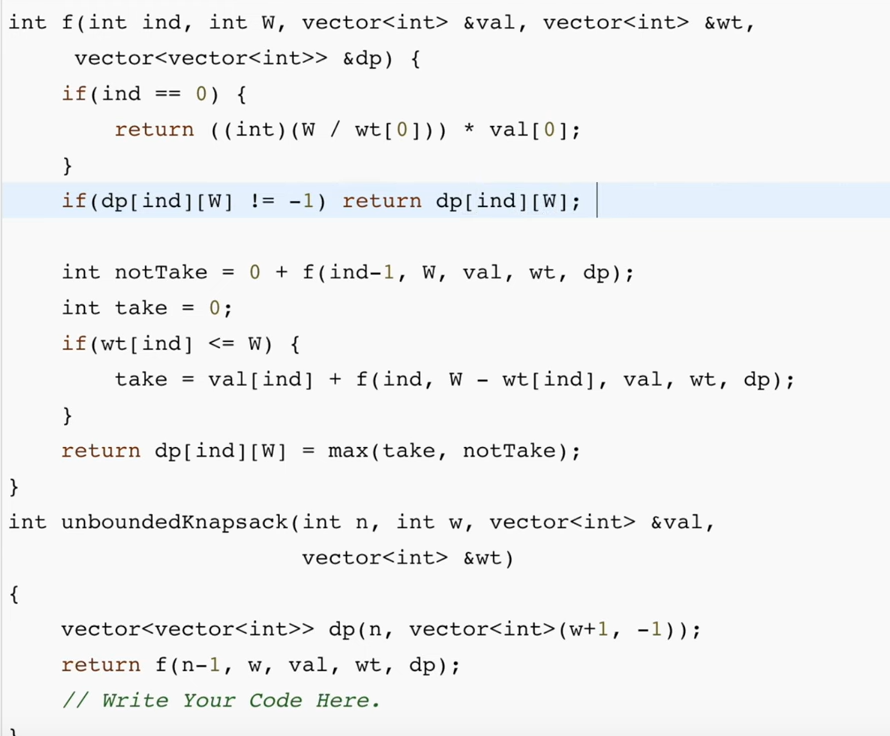 int f(int ind, int W, vector<int> &val, vector<int> &wt,
     vector<vector<int>> &dp) {
    if(ind == 0) {
        return ((int)(W / wt[0])) * val[0];
    }
    if(dp[ind][W] != -1) return dp[ind][W];

    int notTake = 0 + f(ind-1, W, val, wt, dp);
    int take = 0;
    if(wt[ind] <= W) {
        take = val[ind] + f(ind, W - wt[ind], val, wt, dp);
    }
    return dp[ind][W] = max(take, notTake);
}
int unboundedKnapsack(int n, int w, vector<int> &val,
                      vector<int> &wt)
{
    vector<vector<int>> dp(n, vector<int>(w+1, -1));
    return f(n-1, w, val, wt, dp);
    // Write Your Code Here.
}